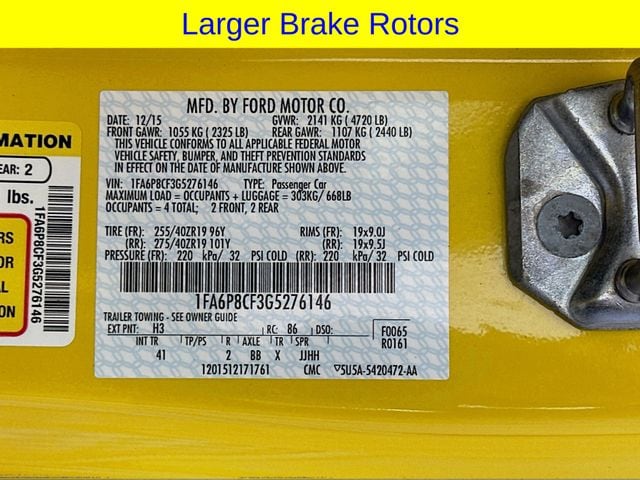 Larger Brake Rotors
MFD. BY FORD MOTOR CO.
DATE: 12/15 GVWR: 2141 KG ( 4720 LB)
FRONT GAWR: 1055 KG ( 2325 LB) REAR GAWR: 1107 KG ( 2440 LB)
THIS VEHICLE CONFORMS TO ALL APPLICABLE FEDERAL MOTOR
VEHICLE SAFETY, BUMPER, AND THEFT PREVENTION STANDARDS
IN EFFECT ON THE DATE OF MANUFACTURE SHOWN ABOVE.
VIN: 1FA6P8CF3G5276146 TYPE: Passenger Car
MAXIMUM LOAD = OCCUPANTS + LUGGAGE = 303KG/ 668LB
OCCUPANTS = 4 TOTAL; 2 FRONT, 2 REAR
TIRE (FR): 255/40ZR19 96Y RIMS (FR): 19x9.0J
(RR): 275/40ZR19 101Y (RR): 19x9.5J
PRESSURE (FR): 220 kPa/ 32 PSI COLD (RR): 220 kPa/ 32 PSI COLD
1FA6P8CF3G5276146
TRAILER TOWING - SEE OWNER GUIDE
EXT PNT: H3 RC: 86 DSO: F0065
R0161
INT TR TP/PS R AXLE TR SPR
41 2 BB X JJHH
1201512171761 CMC ▽5U5A-5420472-AA
MATION
EAR: 2
lbs.
RS
OR
AL
ION
1FA6P8CF3G5276146